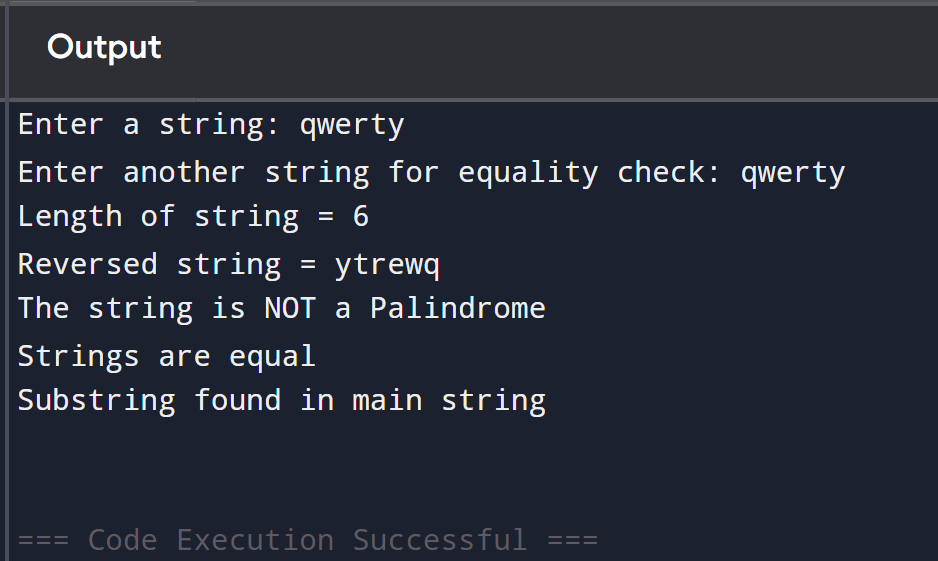 Output
Enter a string: qwerty
Enter another string for equality check: qwerty
Length of string = 6
Reversed string = ytrewq
The string is NOT a Palindrome
Strings are equal
Substring found in main string
=== Code Execution Successful ===